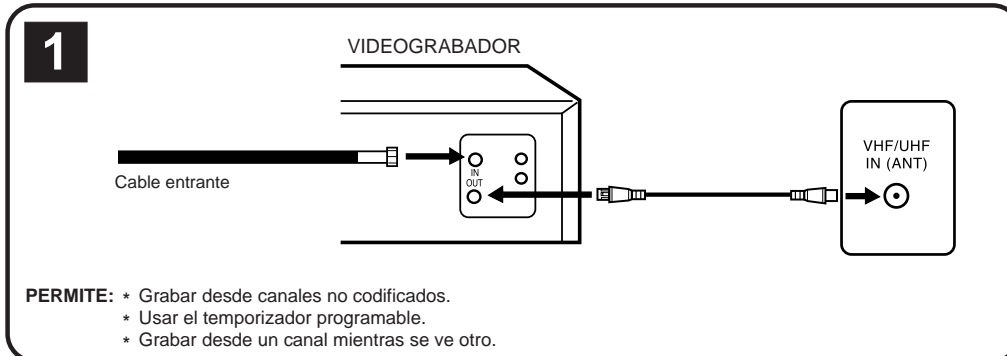 1
VIDEOGRABADOR
Cable entrante
IN
OUT
VHF/UHF
IN (ANT)
PERMITE: * Grabar desde canales no codificados.
* Usar el temporizador programable.
* Grabar desde un canal mientras se ve otro.